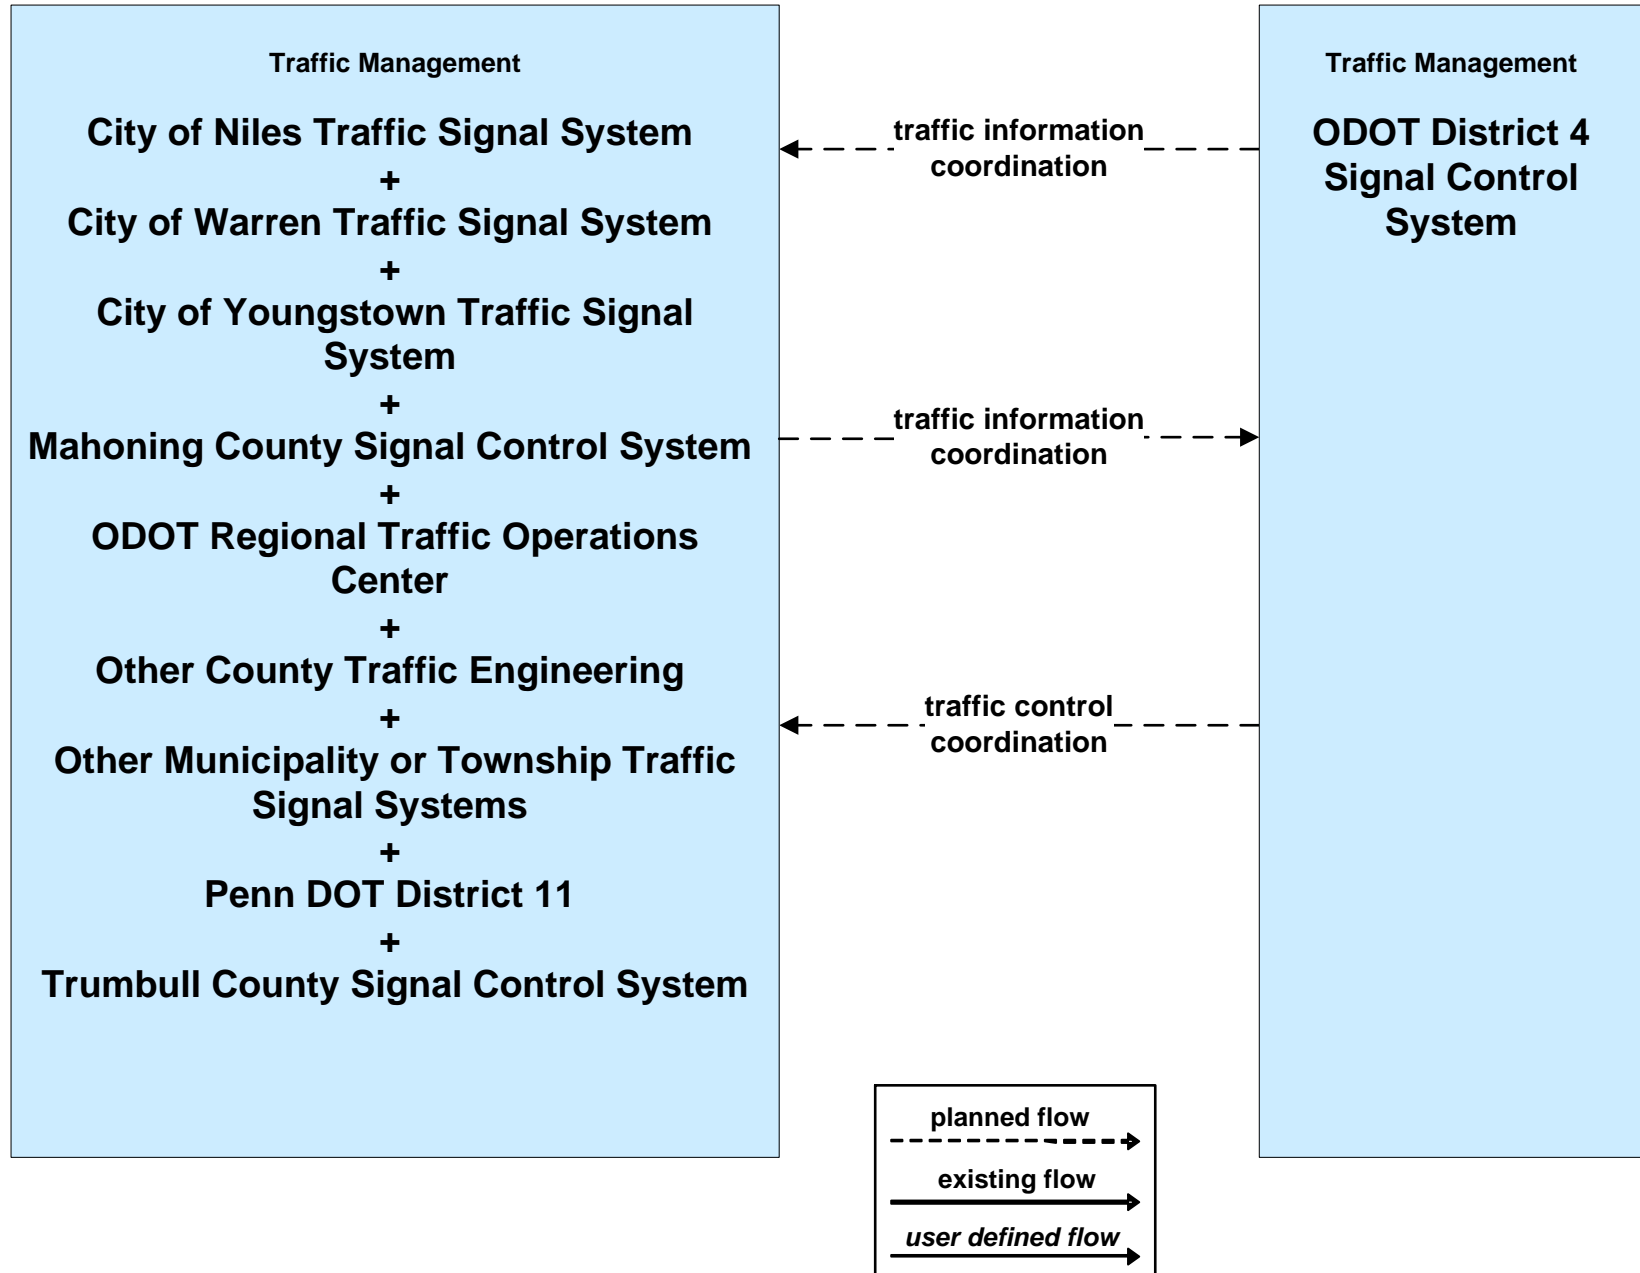 Traffic Management
City of Niles Traffic Signal System
+
City of Warren Traffic Signal System
+
City of Youngstown Traffic Signal
System
+
Mahoning County Signal Control System
+
ODOT Regional Traffic Operations
Center
+
Other County Traffic Engineering
+
Other Municipality or Township Traffic
Signal Systems
+
Penn DOT District 11
+
Trumbull County Signal Control System
traffic information
coordination
traffic information
coordination
traffic control
coordination
Traffic Management
ODOT District 4
Signal Control
System
planned flow
existing flow
user defined flow